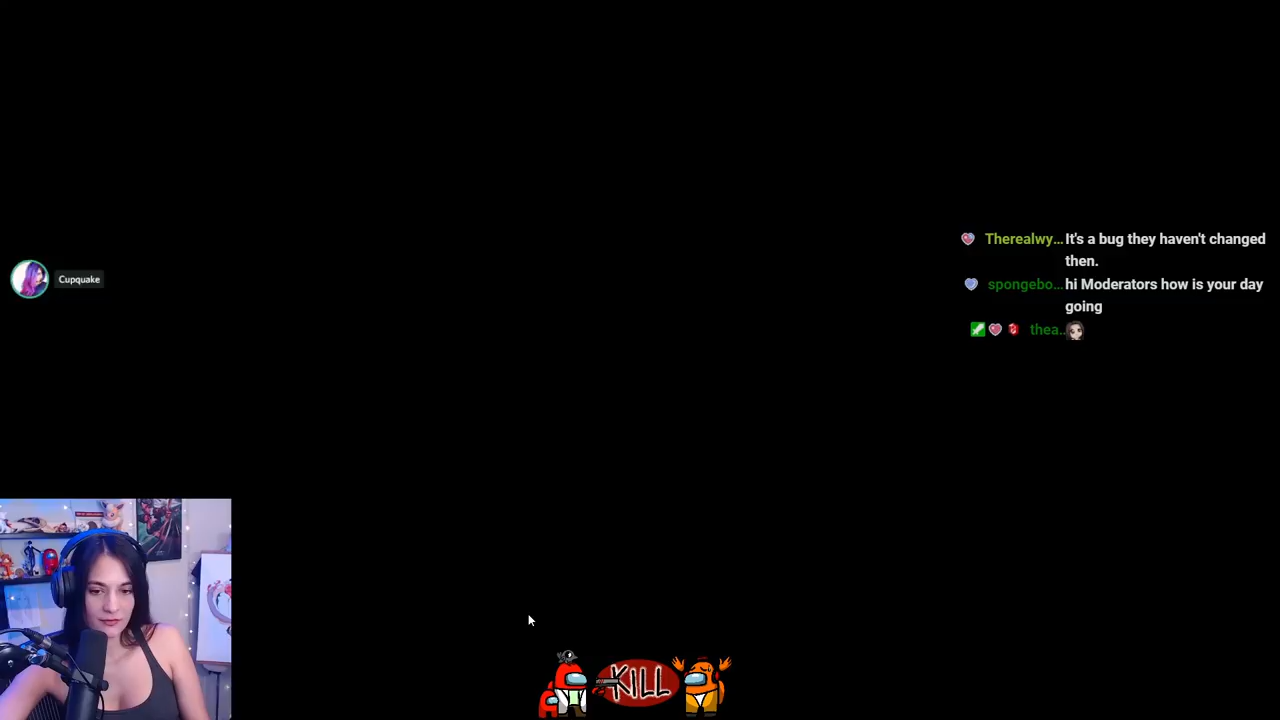 Therealwy... It's a bug they haven't changed
then.
spongebo... hi Moderators how is your day
going
thea..
Cupquake
KILL